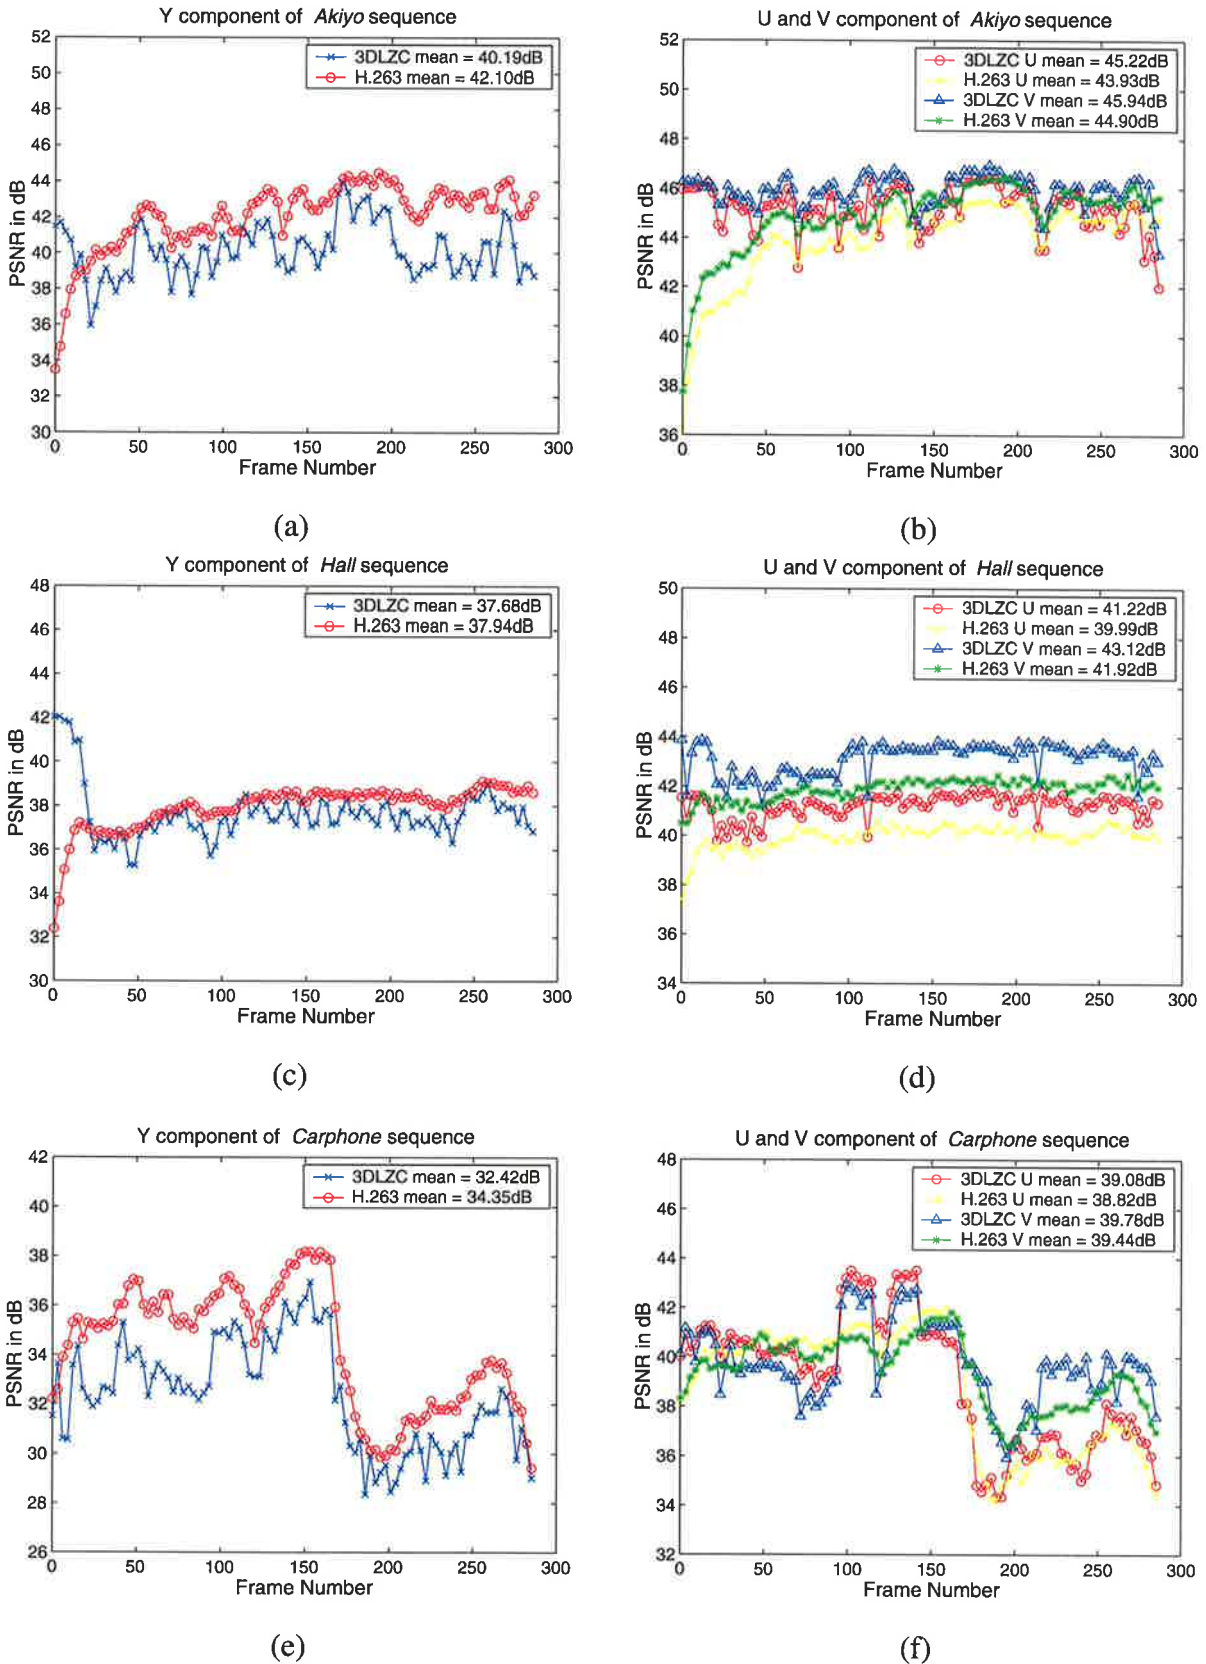 Y component of Akiyo sequence
52
50
48
46
44
42
40
38
36
34
32
30
PSNR in dB
3DLZC mean = 40.19dB
H.263 mean = 42.10dB
0 50 100 150 200 250 300
Frame Number
(a)
U and V component of Akiyo sequence
52
50
48
46
44
42
40
38
36
PSNR in dB
3DLZC U mean = 45.22dB
H.263 U mean = 43.93dB
3DLZC V mean = 45.94dB
H.263 V mean = 44.90dB
0 50 100 150 200 250 300
Frame Number
(b)
Y component of Hall sequence
48
46
44
42
40
38
36
34
32
30
PSNR in dB
3DLZC mean = 37.68dB
H.263 mean = 37.94dB
0 50 100 150 200 250 300
Frame Number
(c)
U and V component of Hall sequence
50
48
46
44
42
40
38
36
34
PSNR in dB
3DLZC U mean = 41.22dB
H.263 U mean = 39.99dB
3DLZC V mean = 43.12dB
H.263 V mean = 41.92dB
0 50 100 150 200 250 300
Frame Number
(d)
Y component of Carphone sequence
42
40
38
36
34
32
30
28
26
PSNR in dB
3DLZC mean = 32.42dB
H.263 mean = 34.35dB
0 50 100 150 200 250 300
Frame Number
(e)
U and V component of Carphone sequence
48
46
44
42
40
38
36
34
32
PSNR in dB
3DLZC U mean = 39.08dB
H.263 U mean = 38.82dB
3DLZC V mean = 39.78dB
H.263 V mean = 39.44dB
0 50 100 150 200 250 300
Frame Number
(f)